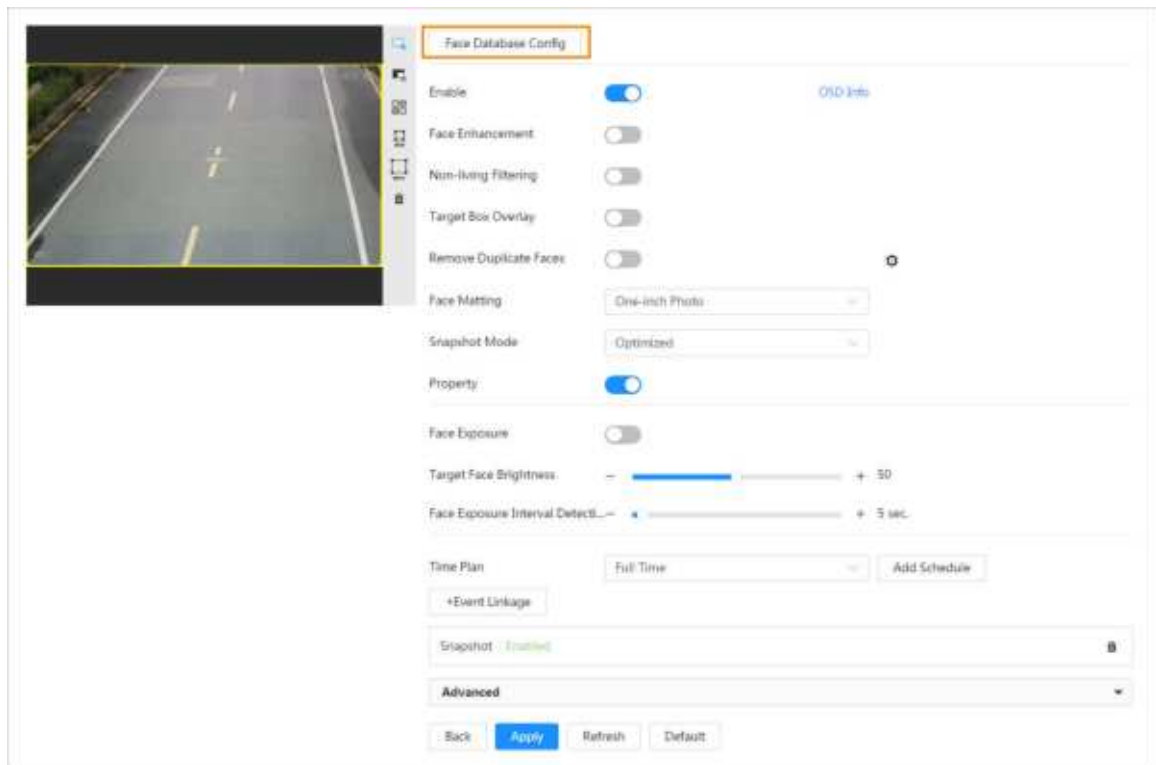 Face Database Config
Enable
OSD Info
Face Enhancement
Non-living Filtering
Target Box Overlay
Remove Duplicate Faces
Face Matting
One-inch Photo
Snapshot Mode
Optimized
Property
Face Exposure
Target Face Brightness
− + 50
Face Exposure Interval Detecti...
− + 5 sec.
Time Plan
Full Time
Add Schedule
+Event Linkage
Snapshot Enabled
Advanced
Back Apply Refresh Default